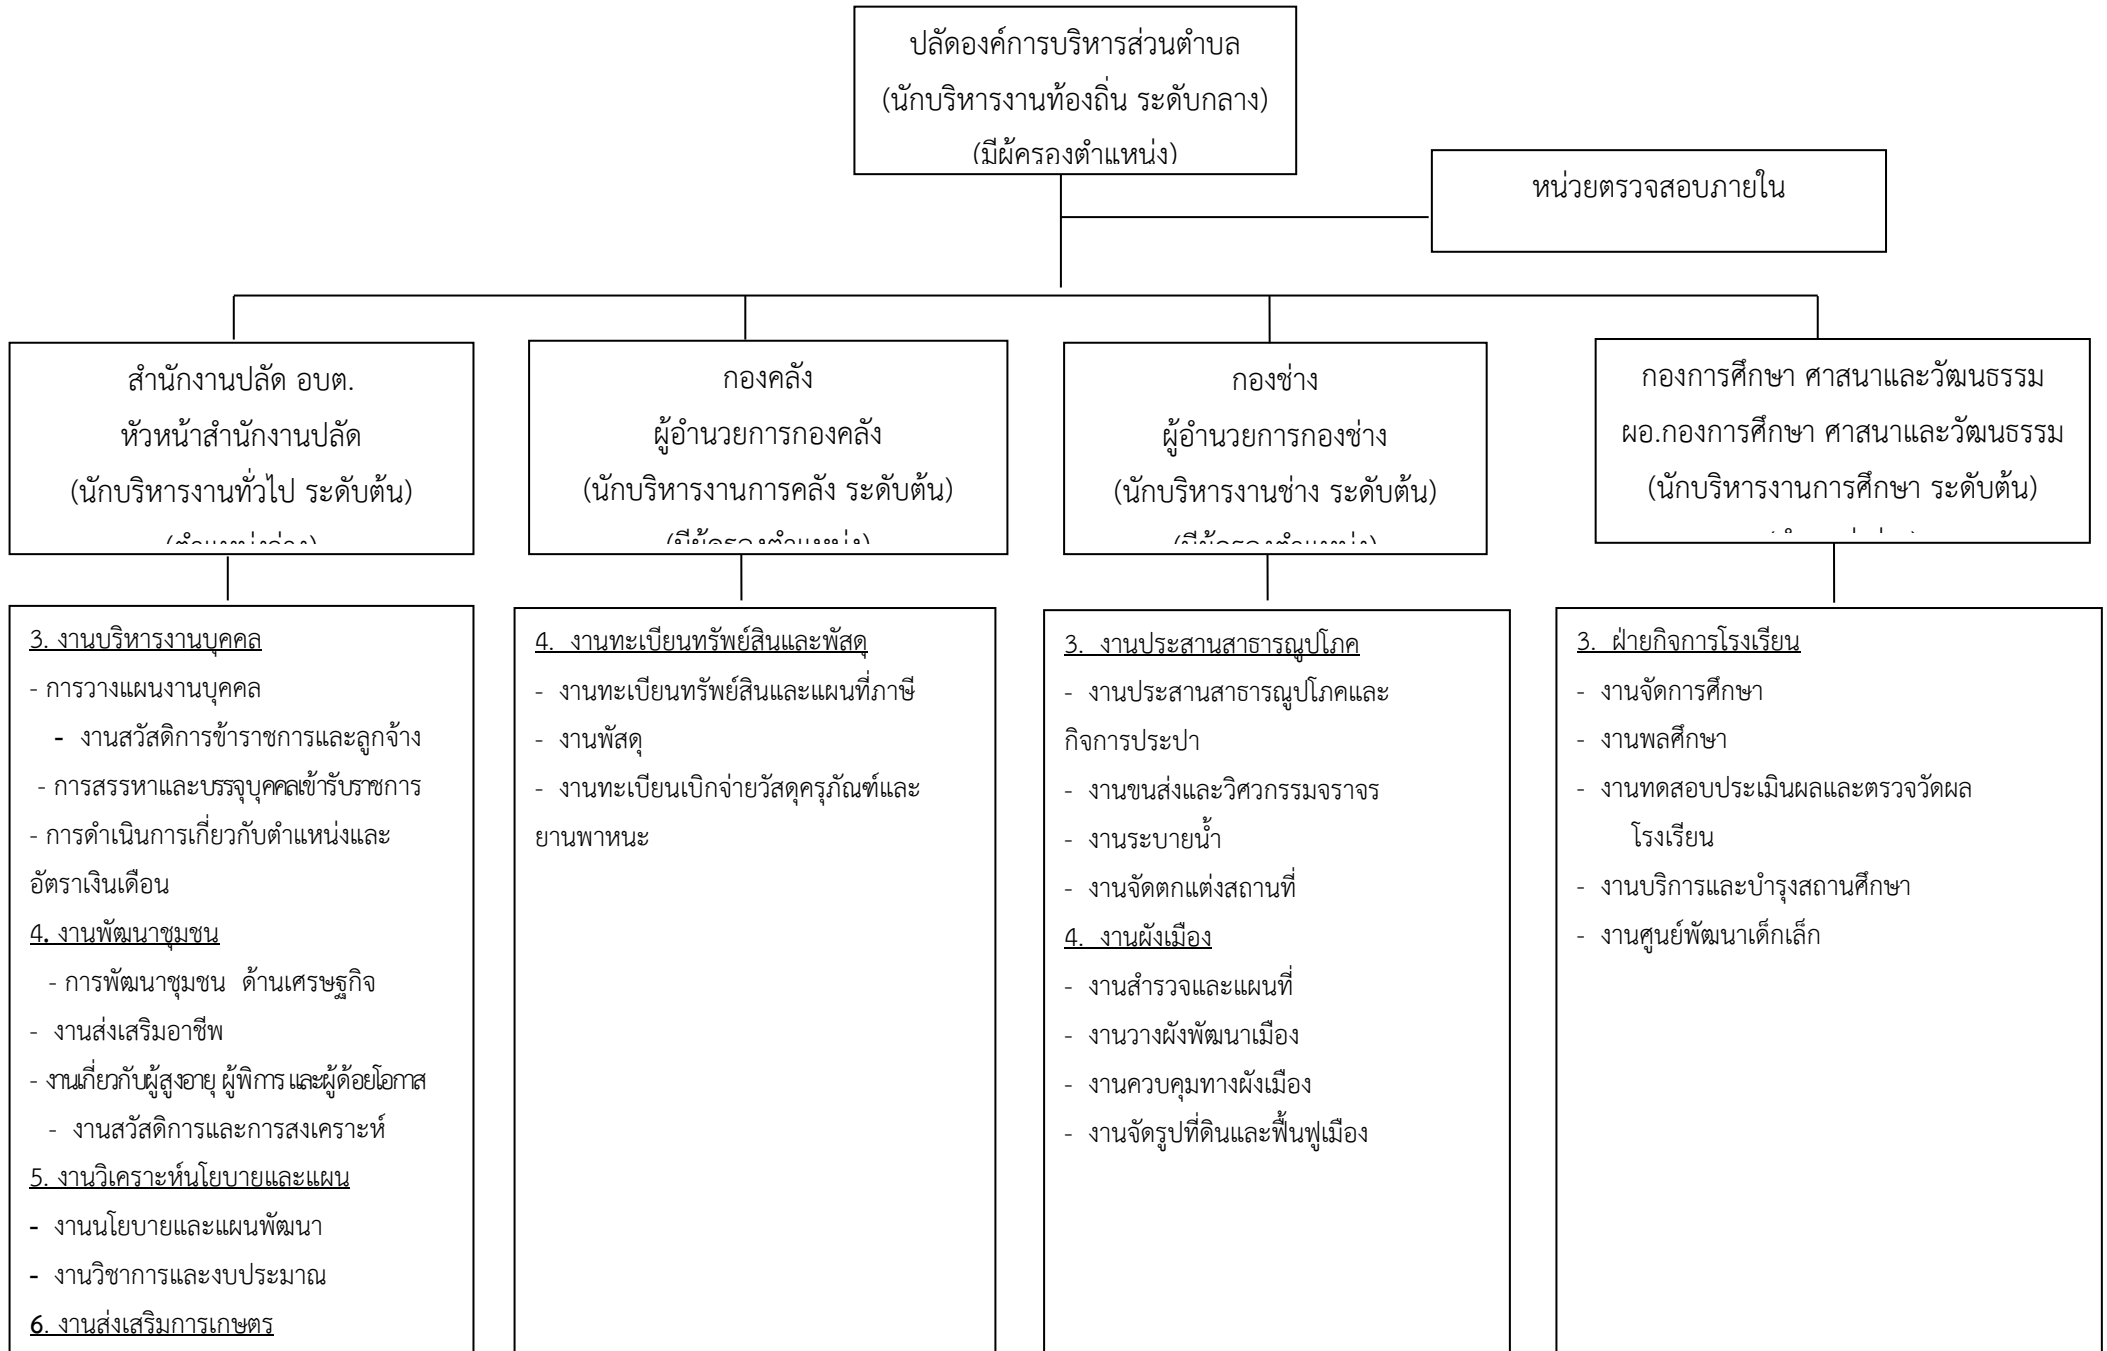 ปลัดองค์การบริหารส่วนตำบล
(นักบริหารงานท้องถิ่น ระดับกลาง)
(มีผู้ครองตำแหน่ง)
หน่วยตรวจสอบภายใน
สำนักงานปลัด อบต.
หัวหน้าสำนักงานปลัด
(นักบริหารงานทั่วไป ระดับต้น)
(ตำแหน่งว่าง)
กองคลัง
ผู้อำนวยการกองคลัง
(นักบริหารงานการคลัง ระดับต้น)
(มีผู้ครองตำแหน่ง)
กองช่าง
ผู้อำนวยการกองช่าง
(นักบริหารงานช่าง ระดับต้น)
(มีผู้ครองตำแหน่ง)
กองการศึกษา ศาสนาและวัฒนธรรม
ผอ.กองการศึกษา ศาสนาและวัฒนธรรม
(นักบริหารงานการศึกษา ระดับต้น)
3. งานบริหารงานบุคคล
- การวางแผนงานบุคคล
- งานสวัสดิการข้าราชการและลูกจ้าง
- การสรรหาและบรรจุบุคคลเข้ารับราชการ
- การดำเนินการเกี่ยวกับตำแหน่งและ
อัตราเงินเดือน
4. งานพัฒนาชุมชน
- การพัฒนาชุมชน ด้านเศรษฐกิจ
- งานส่งเสริมอาชีพ
- งานเกี่ยวกับผู้สูงอายุ ผู้พิการ และผู้ด้อยโอกาส
- งานสวัสดิการและการสงเคราะห์
5. งานวิเคราะห์นโยบายและแผน
- งานนโยบายและแผนพัฒนา
- งานวิชาการและงบประมาณ
6. งานส่งเสริมการเกษตร
4. งานทะเบียนทรัพย์สินและพัสดุ
- งานทะเบียนทรัพย์สินและแผนที่ภาษี
- งานพัสดุ
- งานทะเบียนเบิกจ่ายวัสดุครุภัณฑ์และ
ยานพาหนะ
3. งานประสานสาธารณูปโภค
- งานประสานสาธารณูปโภคและ
กิจการประปา
- งานขนส่งและวิศวกรรมจราจร
- งานระบายน้ำ
- งานจัดตกแต่งสถานที่
4. งานผังเมือง
- งานสำรวจและแผนที่
- งานวางผังพัฒนาเมือง
- งานควบคุมทางผังเมือง
- งานจัดรูปที่ดินและฟื้นฟูเมือง
3. ฝ่ายกิจการโรงเรียน
- งานจัดการศึกษา
- งานพลศึกษา
- งานทดสอบประเมินผลและตรวจวัดผล
โรงเรียน
- งานบริการและบำรุงสถานศึกษา
- งานศูนย์พัฒนาเด็กเล็ก